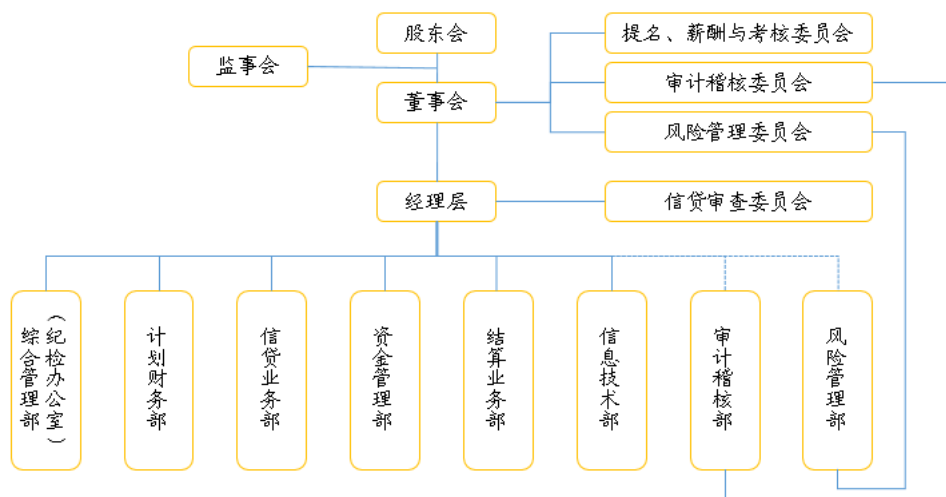 股东会
提名、薪酬与考核委员会
监事会
审计稽核委员会
董事会
风险管理委员会
经理层
信贷审查委员会
综合管理部
（纪检办公室）
计划财务部
信贷业务部
资金管理部
结算业务部
信息技术部
审计稽核部
风险管理部